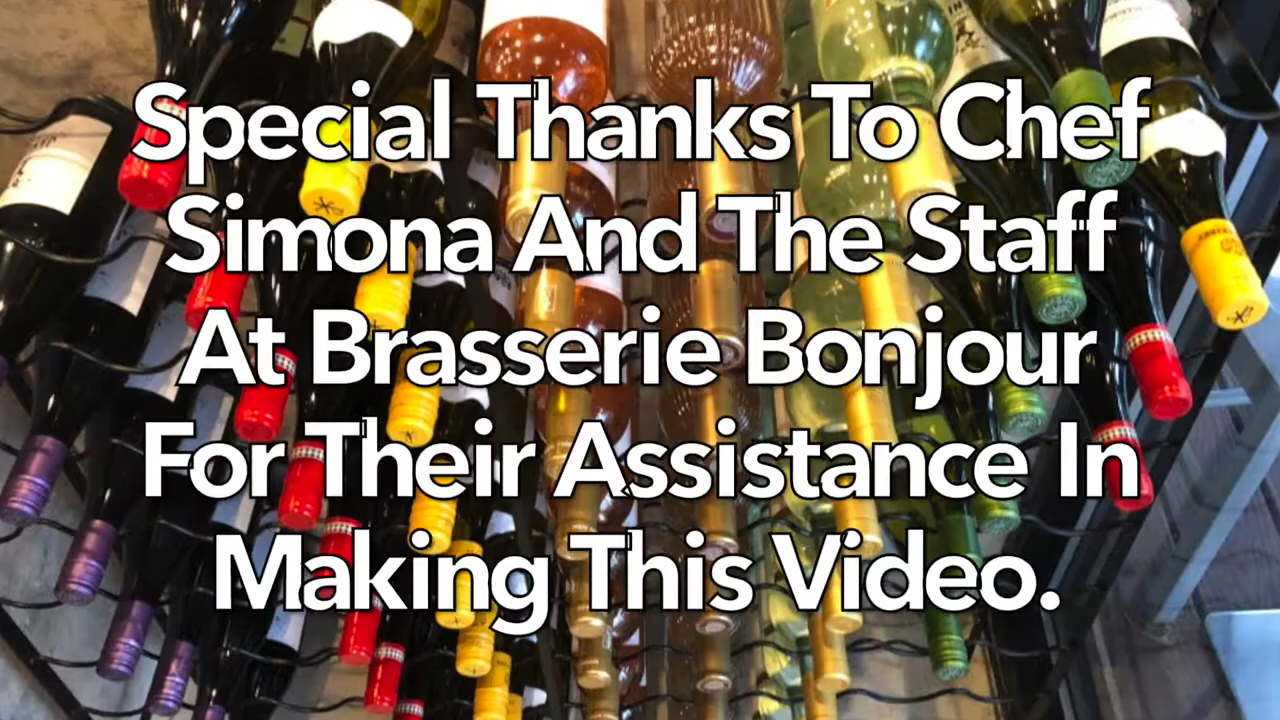 Special Thanks To Chef
Simona And The Staff
At Brasserie Bonjour
For Their Assistance In
Making This Video.